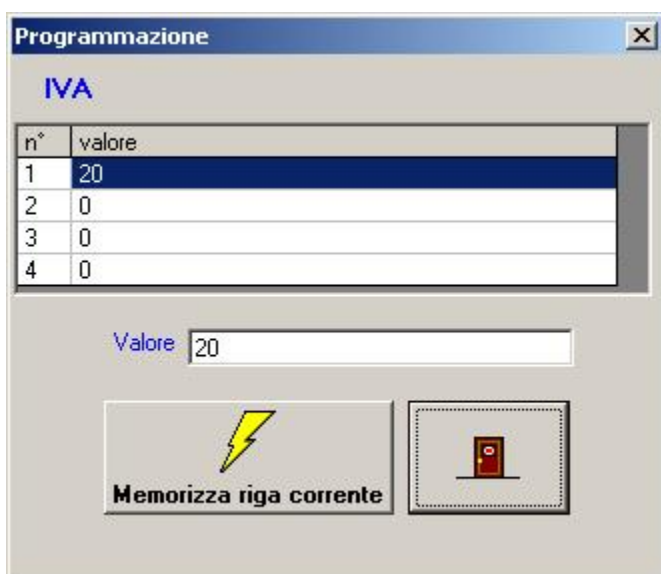 Programmazione
IVA
n° valore
1 20
2 0
3 0
4 0
Valore 20
Memorizza riga corrente